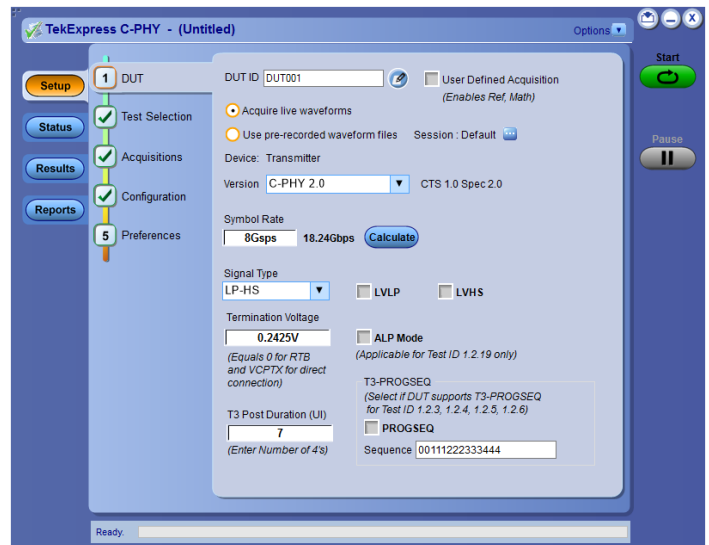 TekExpress C-PHY - (Untitled)
Options
Start
Pause
Setup
Status
Results
Reports
1 DUT
Test Selection
Acquisitions
Configuration
5 Preferences
DUT ID DUT001
User Defined Acquisition
(Enables Ref, Math)
Acquire live waveforms
Use pre-recorded waveform files Session : Default
Device: Transmitter
Version C-PHY 2.0 CTS 1.0 Spec 2.0
Symbol Rate
8Gsps 18.24Gbps Calculate
Signal Type
LP-HS LVLP LVHS
Termination Voltage
0.2425V
(Equals 0 for RTB
and VCPTX for direct
connection)
ALP Mode
(Applicable for Test ID 1.2.19 only)
T3 Post Duration (UI)
7
(Enter Number of 4's)
T3-PROGSEQ
(Select if DUT supports T3-PROGSEQ
for Test ID 1.2.3, 1.2.4, 1.2.5, 1.2.6)
PROGSEQ
Sequence 00111222333444
Ready.